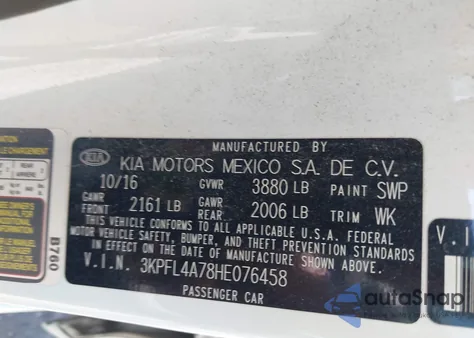 MANUFACTURED BY
KIA KIA MOTORS MEXICO S.A. DE C.V.
10/16 GVWR 3880 LB PAINT SWP
GAWR FRONT 2161 LB GAWR REAR 2006 LB TRIM WK
THIS VEHICLE CONFORMS TO ALL APPLICABLE U.S.A. FEDERAL
MOTOR VEHICLE SAFETY, BUMPER, AND THEFT PREVENTION
STANDARDS IN EFFECT ON THE DATE OF MANUFACTURE
SHOWN ABOVE.
V.I.N. 3KPFL4A78HE076458
PASSENGER CAR
B760
V.
autoSnap